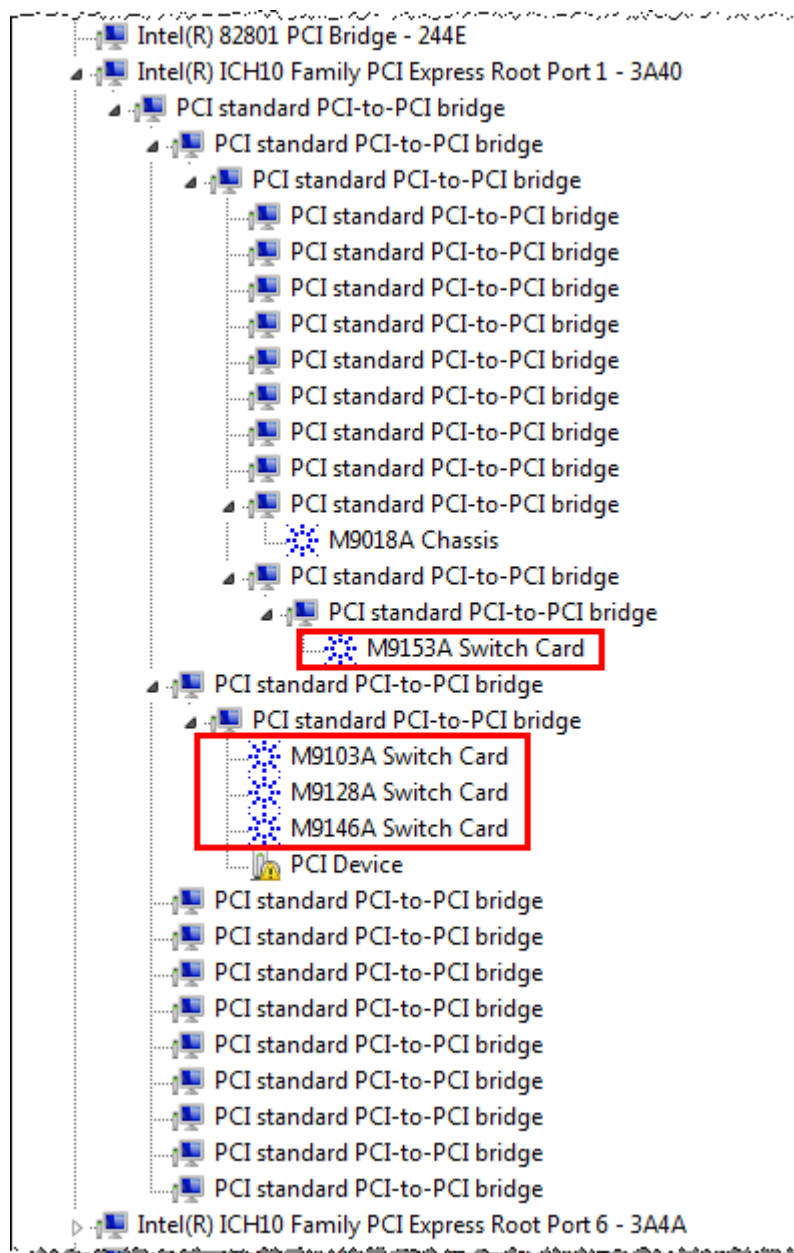 Intel(R) 82801 PCI Bridge - 244E
Intel(R) ICH10 Family PCI Express Root Port 1 - 3A40
PCI standard PCI-to-PCI bridge
PCI standard PCI-to-PCI bridge
PCI standard PCI-to-PCI bridge
PCI standard PCI-to-PCI bridge
PCI standard PCI-to-PCI bridge
PCI standard PCI-to-PCI bridge
PCI standard PCI-to-PCI bridge
PCI standard PCI-to-PCI bridge
PCI standard PCI-to-PCI bridge
PCI standard PCI-to-PCI bridge
PCI standard PCI-to-PCI bridge
PCI standard PCI-to-PCI bridge
M9018A Chassis
PCI standard PCI-to-PCI bridge
PCI standard PCI-to-PCI bridge
M9153A Switch Card
PCI standard PCI-to-PCI bridge
PCI standard PCI-to-PCI bridge
M9103A Switch Card
M9128A Switch Card
M9146A Switch Card
PCI Device
PCI standard PCI-to-PCI bridge
PCI standard PCI-to-PCI bridge
PCI standard PCI-to-PCI bridge
PCI standard PCI-to-PCI bridge
PCI standard PCI-to-PCI bridge
PCI standard PCI-to-PCI bridge
PCI standard PCI-to-PCI bridge
PCI standard PCI-to-PCI bridge
PCI standard PCI-to-PCI bridge
Intel(R) ICH10 Family PCI Express Root Port 6 - 3A4A